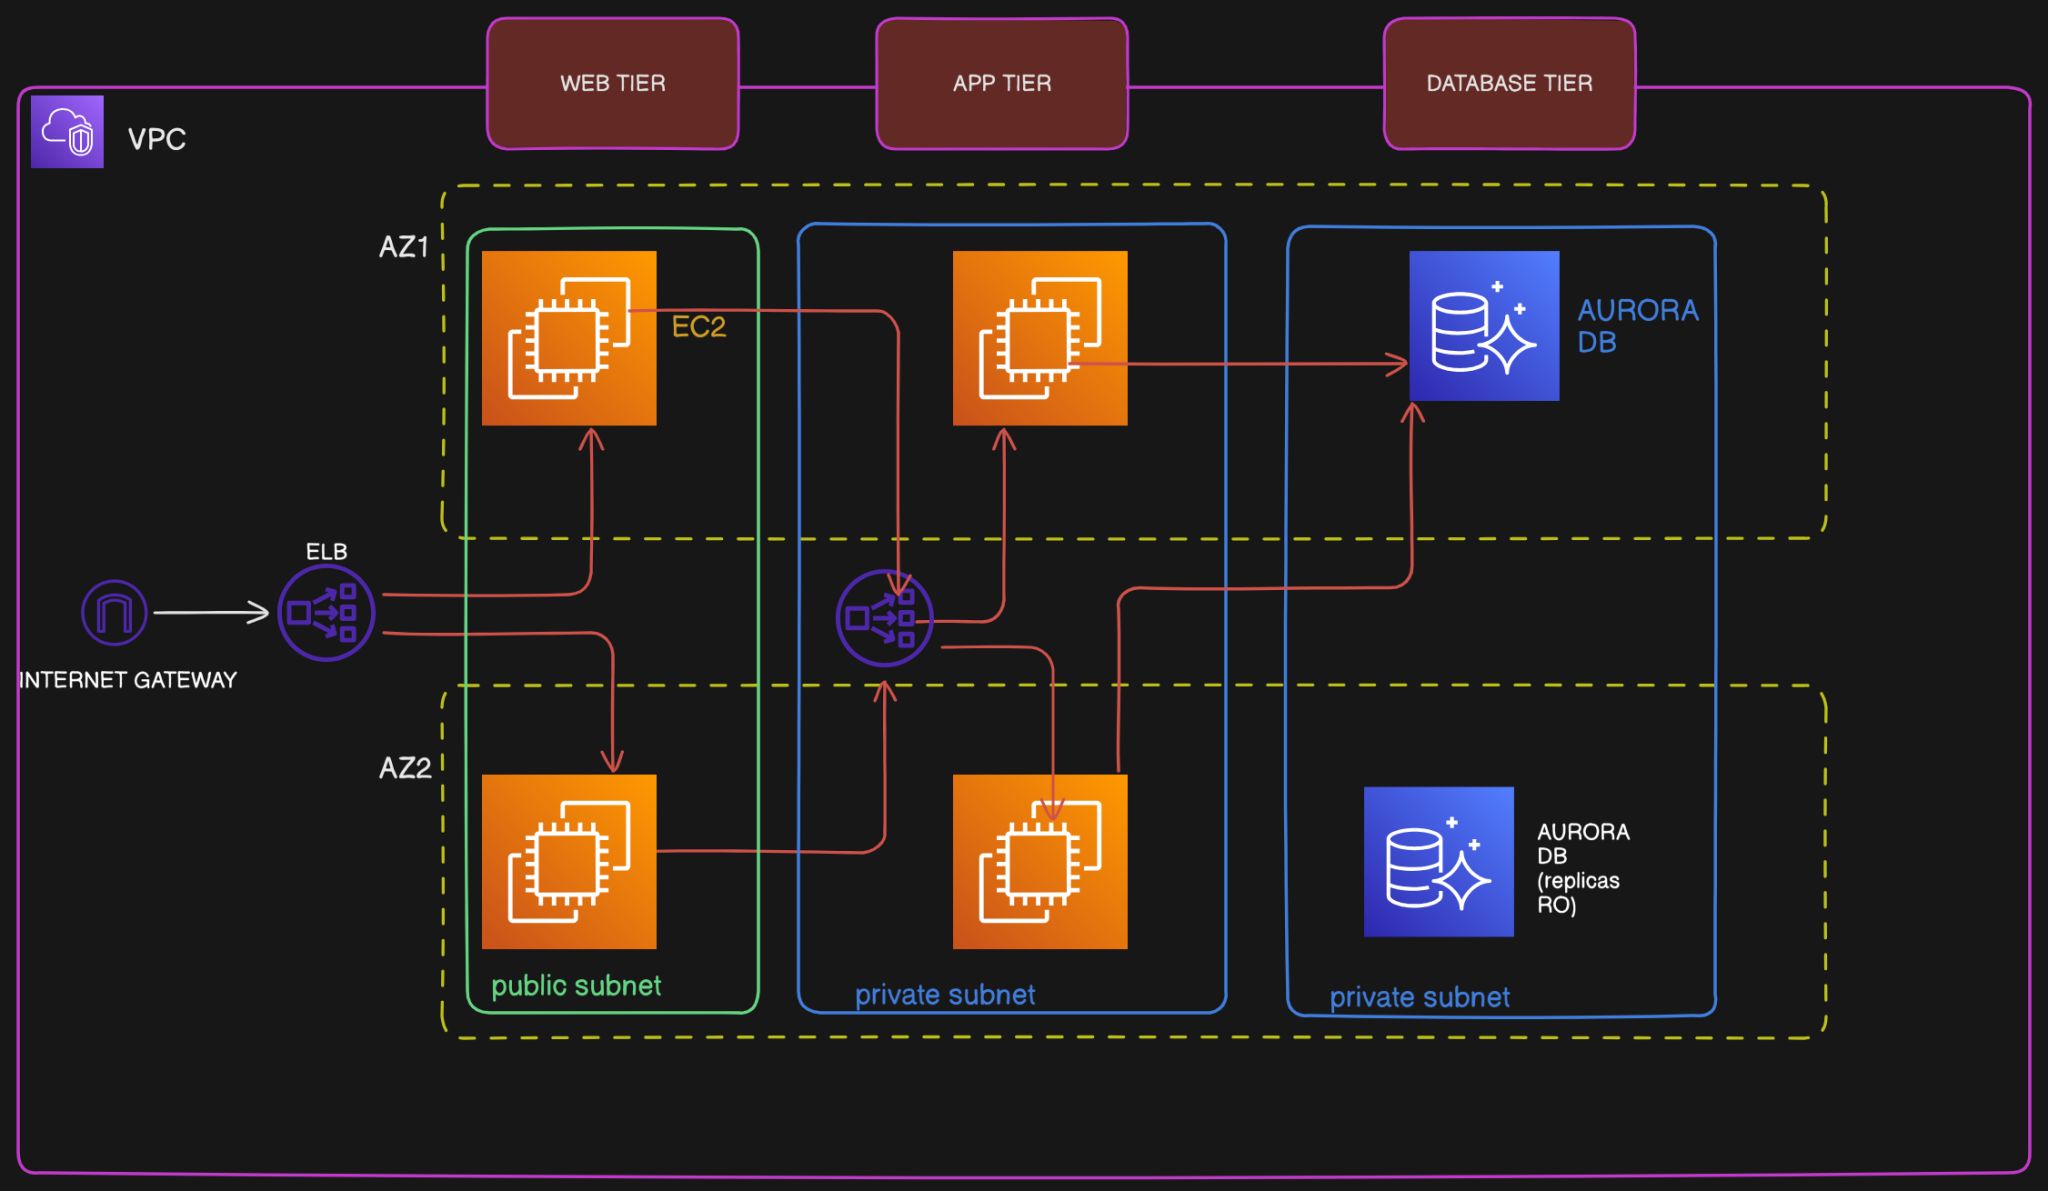 WEB TIER
APP TIER
DATABASE TIER
VPC
AZ1
EC2
AURORA
DB
ELB
INTERNET GATEWAY
AZ2
AURORA
DB
(replicas
RO)
public subnet
private subnet
private subnet